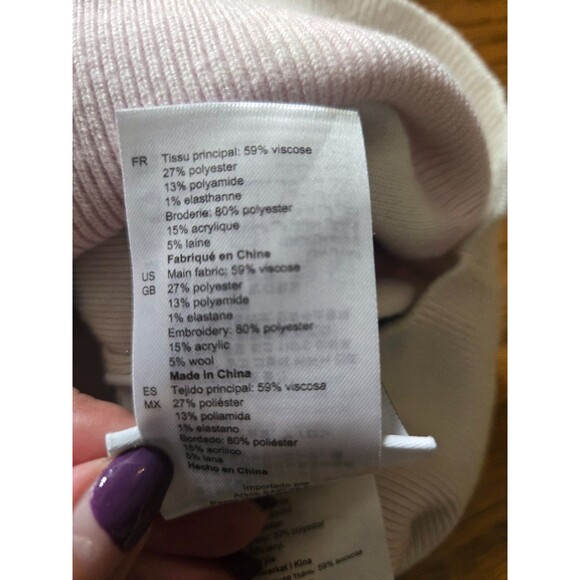 FR Tissu principal: 59% viscose
27% polyester
13% polyamide
1% elasthanne
Broderie: 80% polyester
15% acrylique
5% laine
Fabriqué en China
US Main fabric: 59% viscose
GB 27% polyester
13% polyamide
1% elastane
Embroidery: 80% polyester
15% acrylic
5% wool
Made in China
ES Tejido principal: 59% viscosa
MX 27% poliéster
13% poliamida
1% elastano
Bordado: 80% poliéster
15% acrílico
5% lana
Hecho en China
Importado por